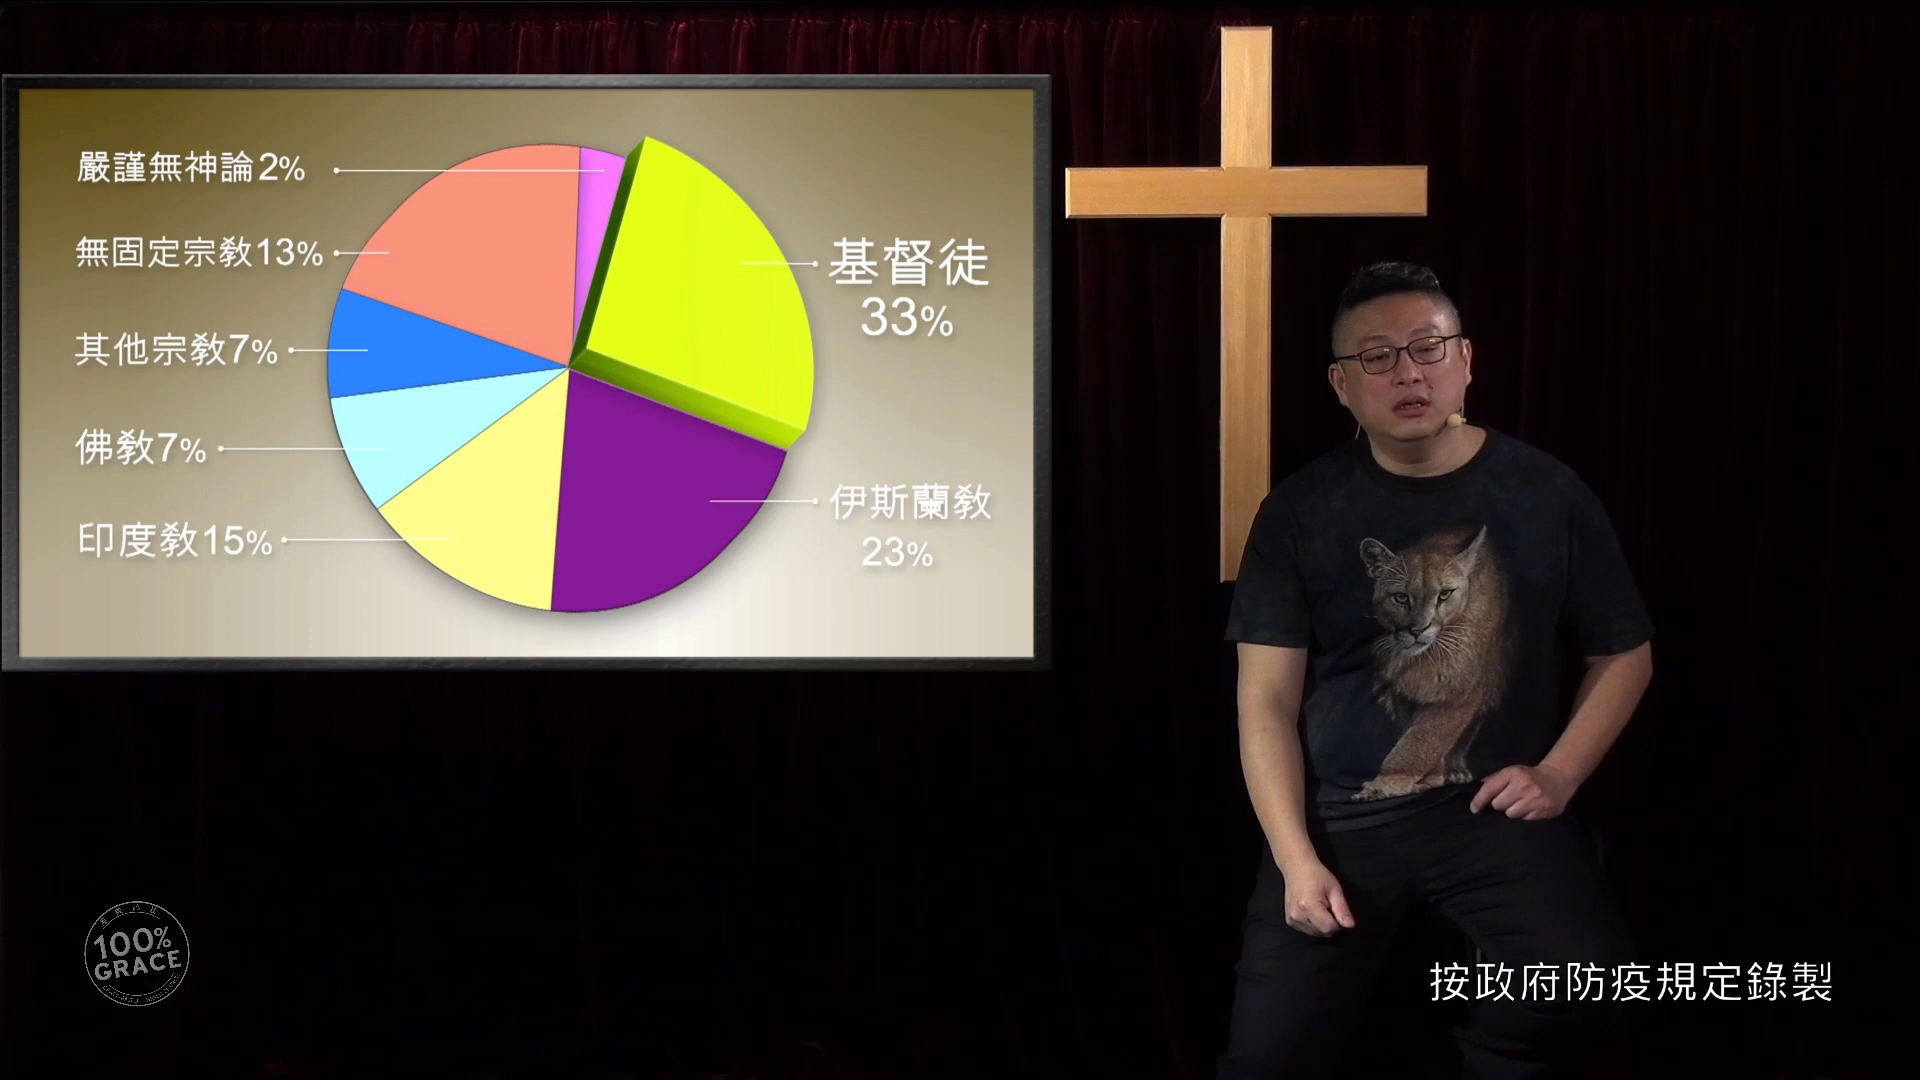 嚴謹無神論2%
無固定宗教13%
其他宗教7%
佛教7%
印度教15%
基督徒
33%
伊斯蘭教
23%
100%
GRACE
按政府防疫規定錄製